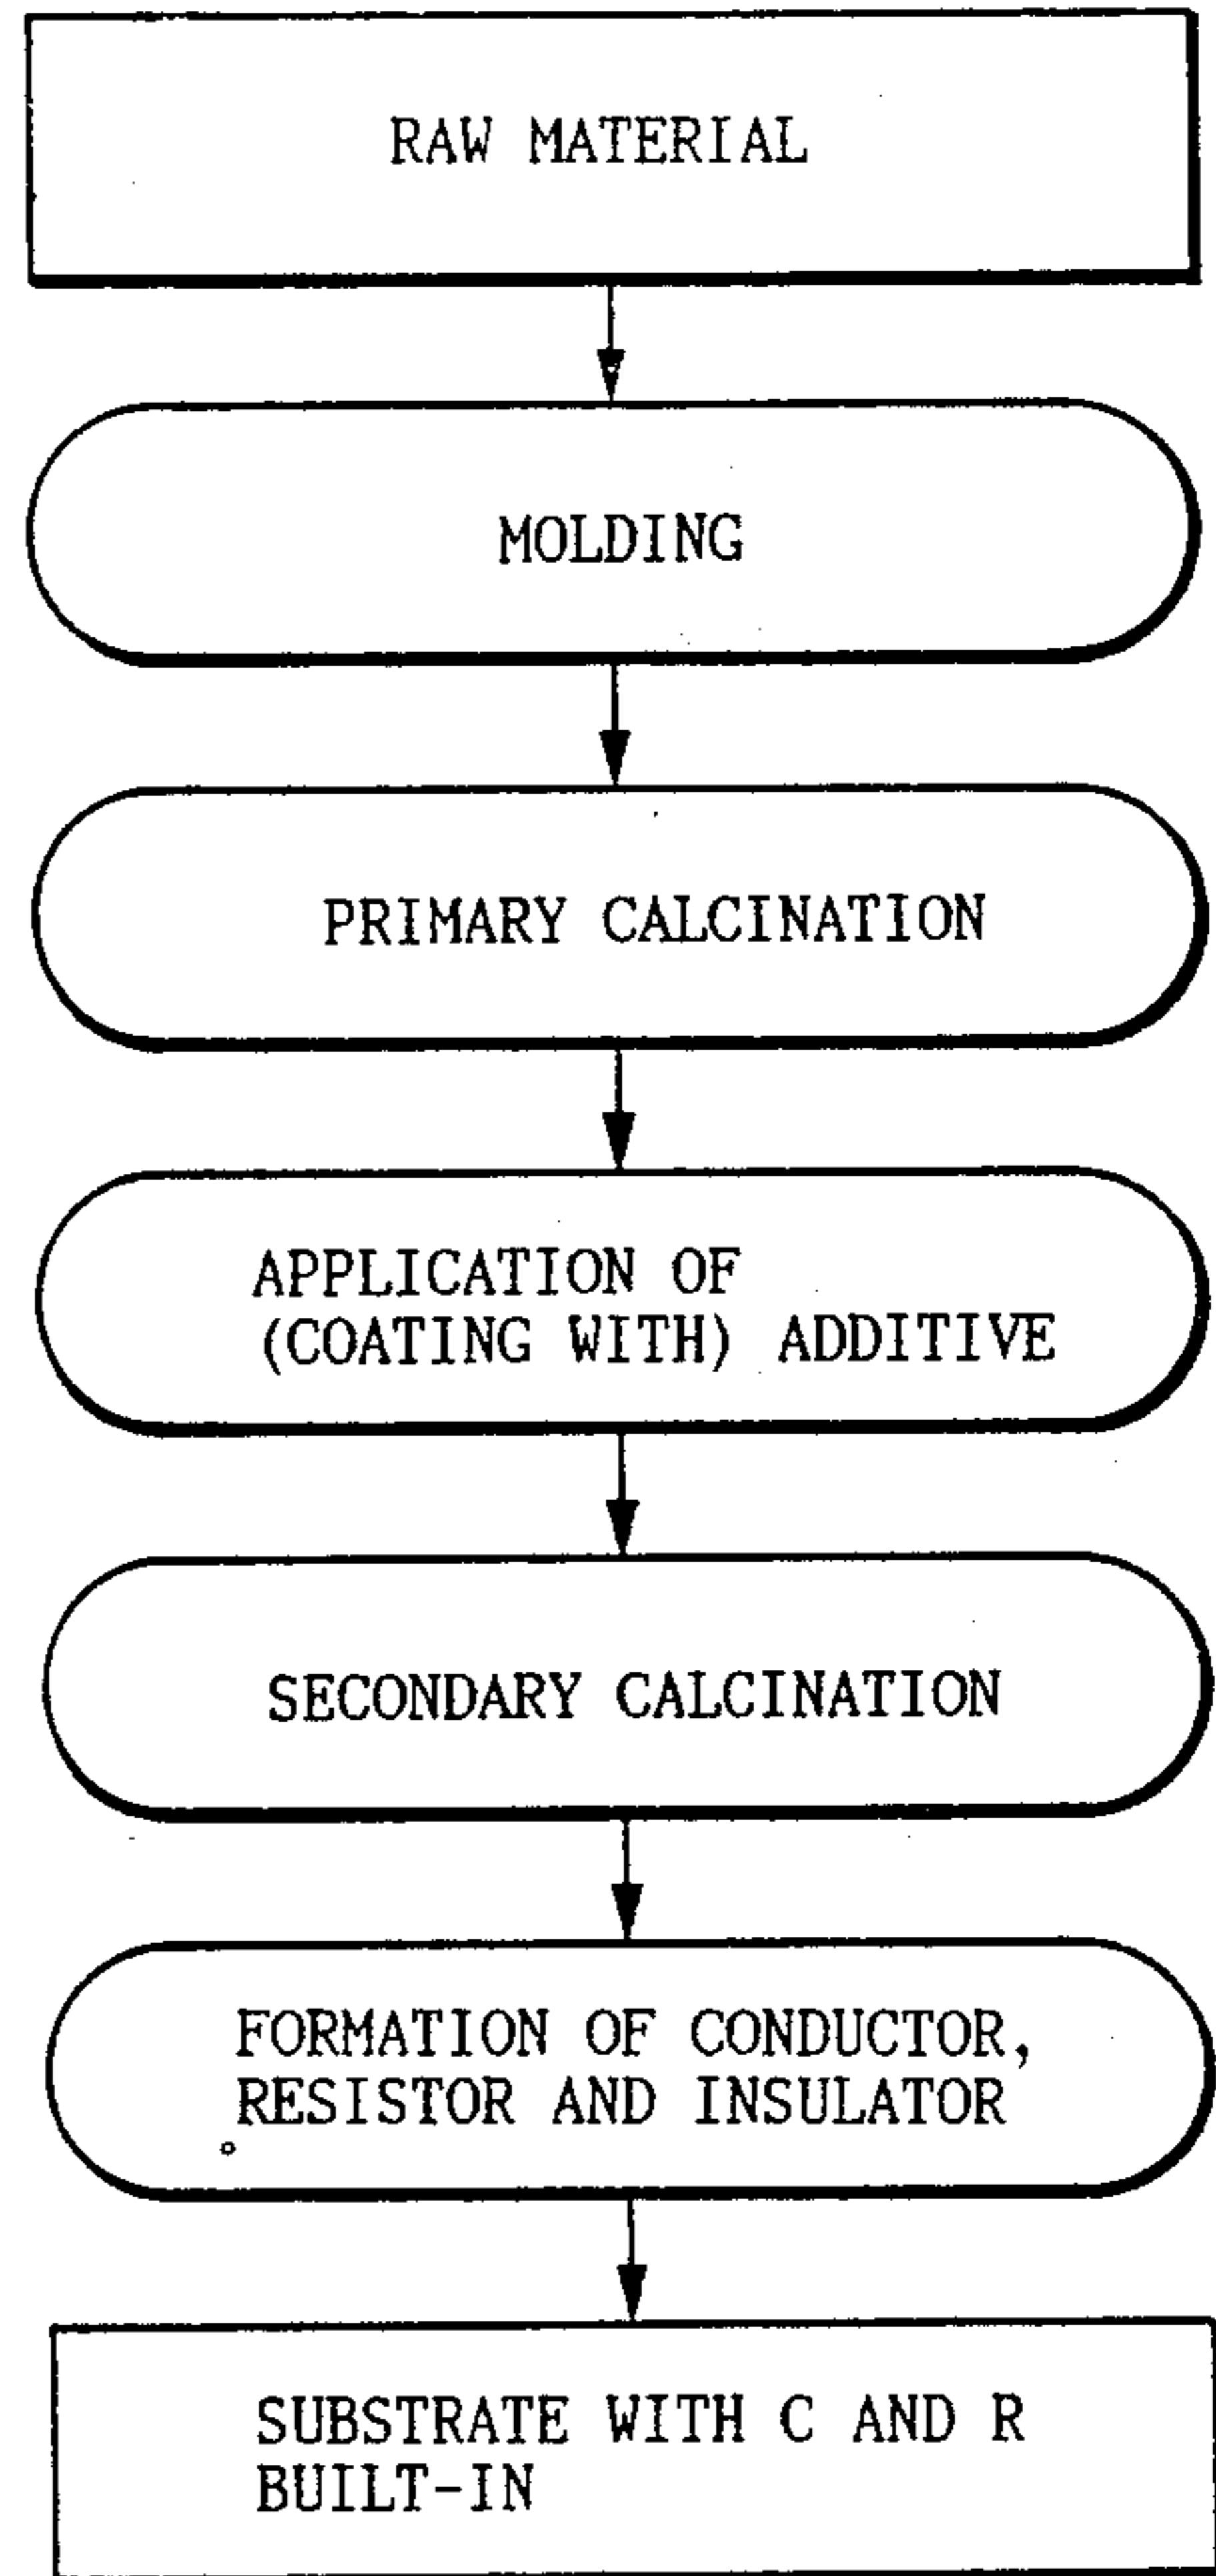 RAW MATERIAL
MOLDING
PRIMARY CALCINATION
APPLICATION OF
(COATING WITH) ADDITIVE
SECONDARY CALCINATION
FORMATION OF CONDUCTOR,
RESISTOR AND INSULATOR
SUBSTRATE WITH C AND R
BUILT-IN